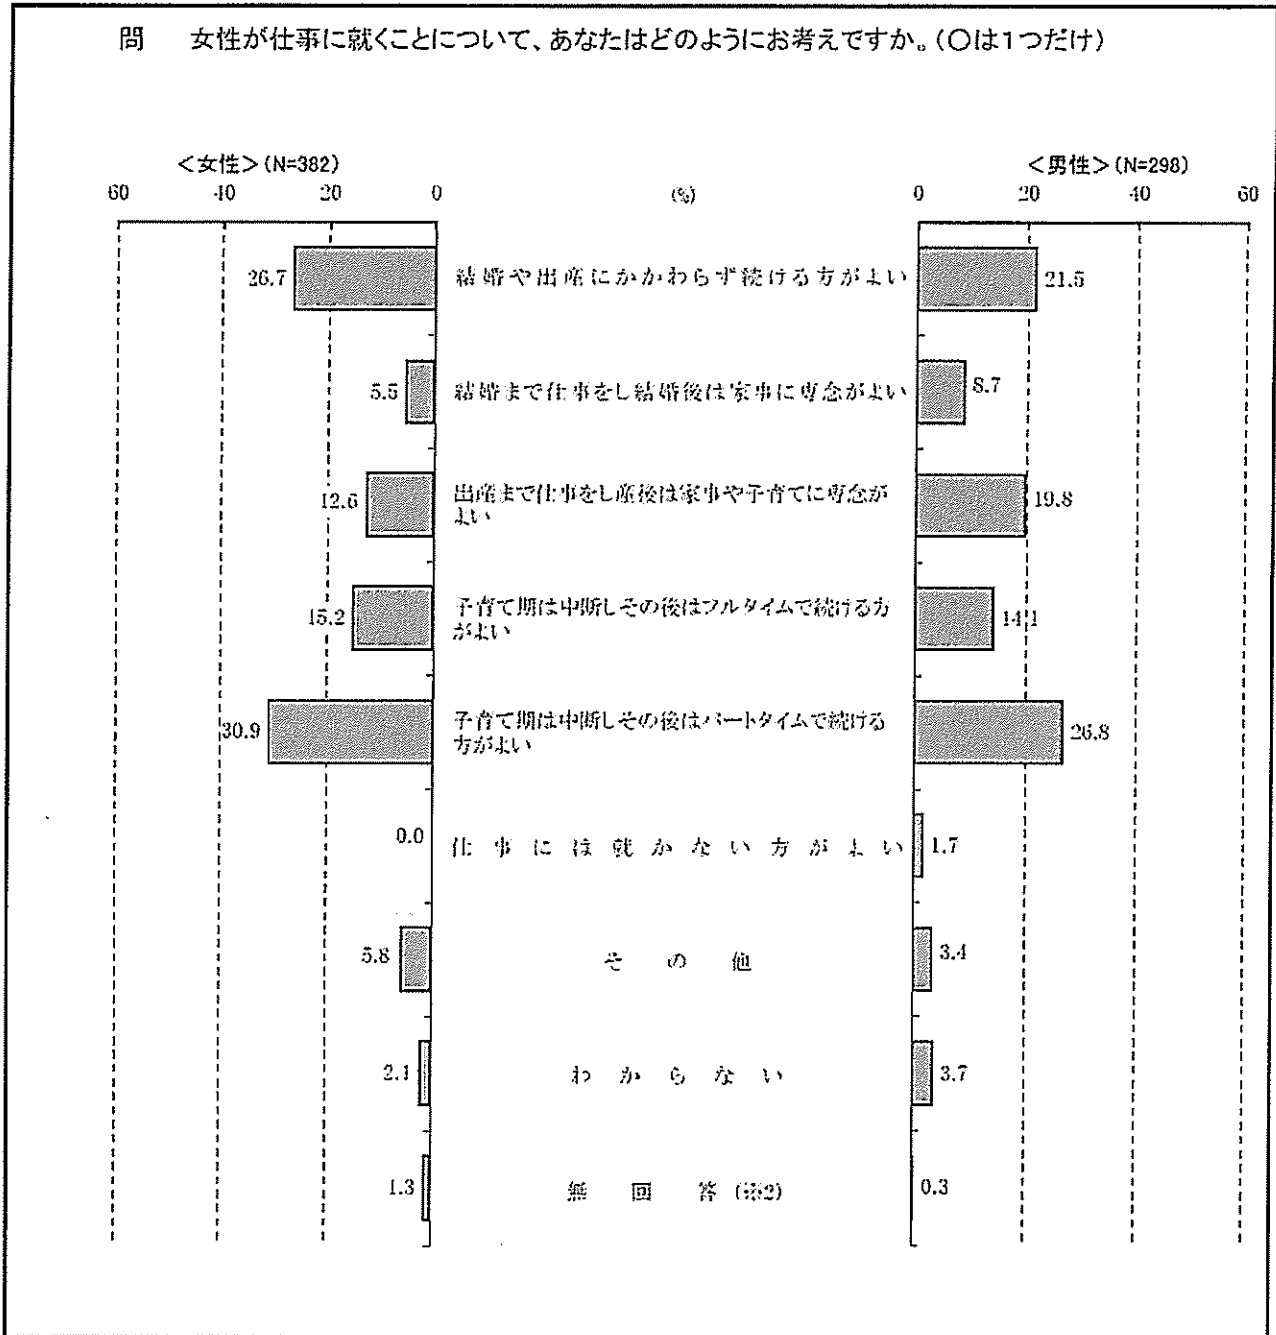 問　女性が仕事に就くことについて、あなたはどのようにお考えですか。(〇は1つだけ)
<女性>(N=382)
<男性>(N=298)
60 40 20 0 (%) 0 20 40 60
26.7 結婚や出産にかかわらず続ける方がよい 21.5
5.5 結婚まで仕事をし結婚後は家事に専念がよい 8.7
12.6 出産まで仕事をし産後は家事や子育てに専念が
よい 19.8
15.2 子育て期は中断しその後はフルタイムで続ける方
がよい 14.1
30.9 子育て期は中断しその後はパートタイムで続ける
方がよい 26.8
0.0 仕事には就かない方がよい 1.7
5.8 その他 3.4
2.1 わからない 3.7
1.3 無回答(※2) 0.3